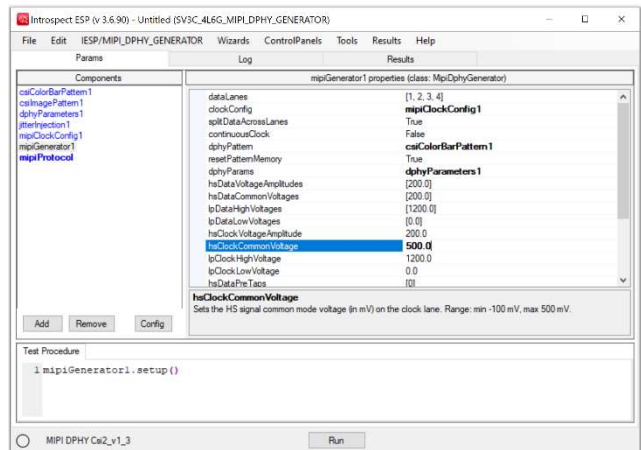 Introspect ESP (v 3.6.90) - Untitled (SV3C_4L6G_MIPI_DPHY_GENERATOR)
File Edit IESP/MIPI_DPHY_GENERATOR Wizards ControlPanels Tools Results Help
Params Log Results
Components
csiColorBarPattern1
csiImagePattern1
dphyParameters1
jitterInjection1
mipiClockConfig1
mipiGenerator1
mipiProtocol
Add Remove Config
mipiGenerator1 properties (class: MipiDphyGenerator)
dataLanes [1, 2, 3, 4]
clockConfig mipiClockConfig1
splitDataAcrossLanes True
continuousClock False
dphyPattern csiColorBarPattern1
resetPatternMemory True
dphyParams dphyParameters1
hsDataVoltageAmplitudes [200.0]
hsDataCommonVoltages [200.0]
lpDataHighVoltages [1200.0]
lpDataLowVoltages [0.0]
hsClockVoltageAmplitude 200.0
hsClockCommonVoltage 500.0
lpClockHighVoltage 1200.0
lpClockLowVoltage 0.0
hsDataPreTaps [0]
hsClockCommonVoltage
Sets the HS signal common mode voltage (in mV) on the clock lane. Range: min -100 mV, max 500 mV.
Test Procedure
1 mipiGenerator1.setup()
MIPI DPHY Csi2_v1_3 Run